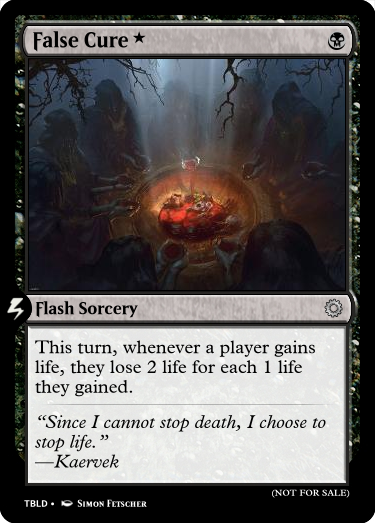 False Cure ★
Flash Sorcery
This turn, whenever a player gains
life, they lose 2 life for each 1 life
they gained.
“Since I cannot stop death, I choose to
stop life.”
—Kaervek
(NOT FOR SALE)
TBLD • Simon Fetscher